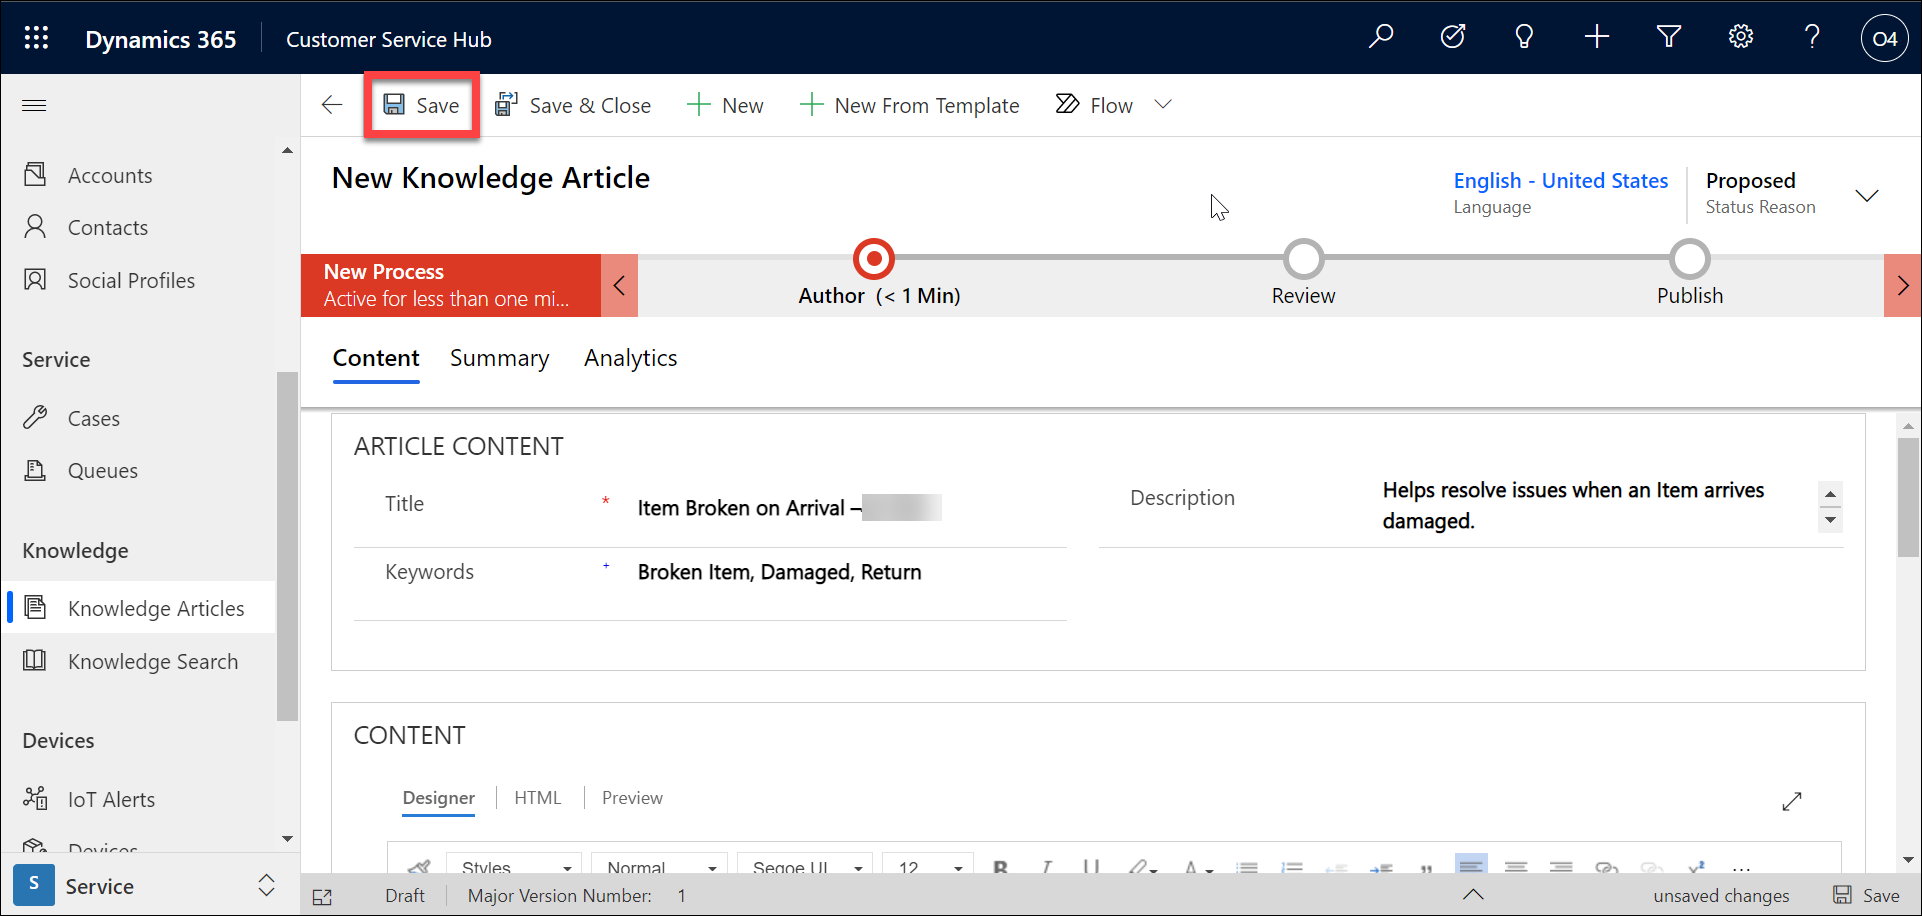 Dynamics 365
Customer Service Hub
O4
Save
Save & Close
New
New From Template
Flow
Accounts
Contacts
Social Profiles
Service
Cases
Queues
Knowledge
Knowledge Articles
Knowledge Search
Devices
IoT Alerts
Devices
S
Service
New Knowledge Article
English - United States
Language
Proposed
Status Reason
New Process
Active for less than one mi...
Author (< 1 Min)
Review
Publish
Content
Summary
Analytics
ARTICLE CONTENT
Title * Item Broken on Arrival –
Description
Helps resolve issues when an Item arrives
damaged.
Keywords + Broken Item, Damaged, Return
CONTENT
Designer
HTML
Preview
Styles
Normal
Segoe UI
12
B I U
Draft
Major Version Number: 1
unsaved changes
Save